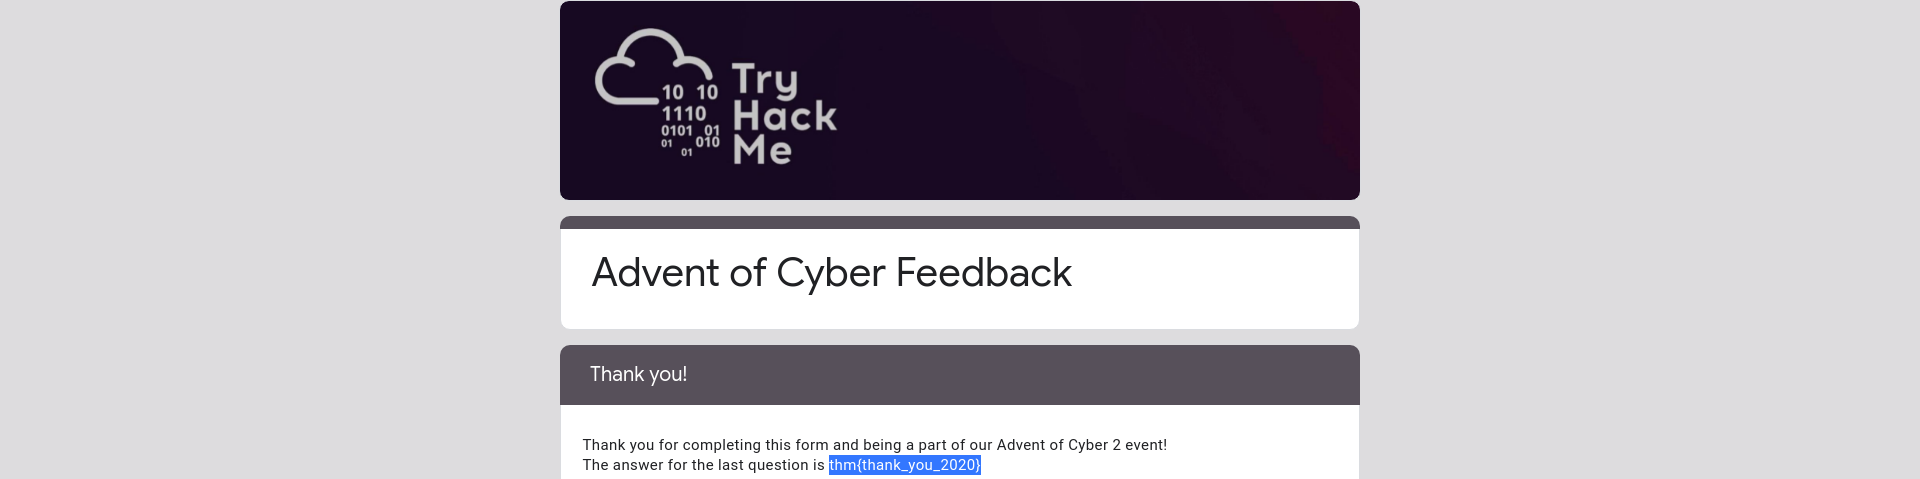 10 10
1110
0101 01
01 010
01
Try
Hack
Me
Advent of Cyber Feedback
Thank you!
Thank you for completing this form and being a part of our Advent of Cyber 2 event!
The answer for the last question is thm{thank_you_2020}